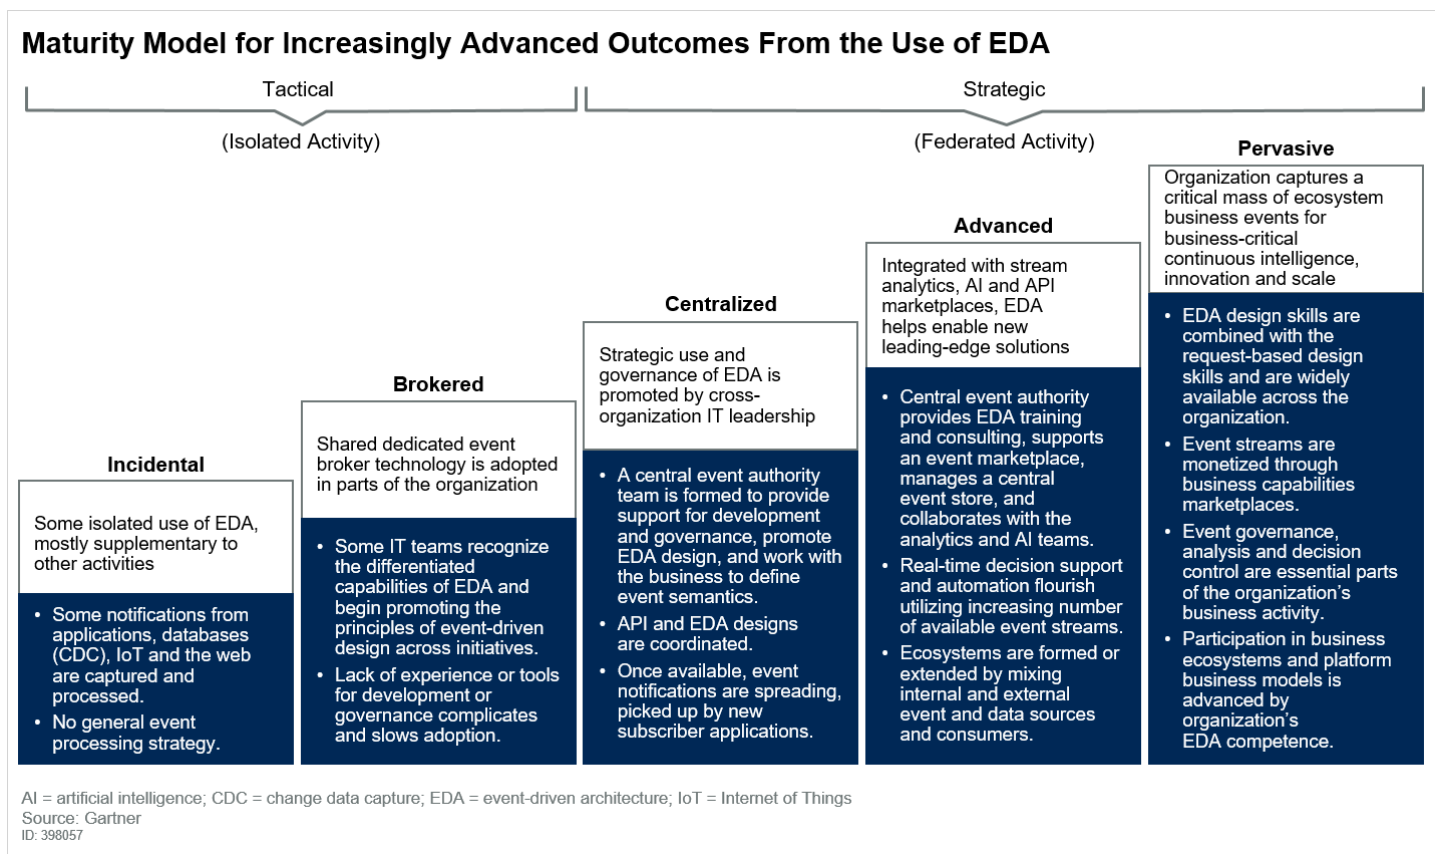 Maturity Model for Increasingly Advanced Outcomes From the Use of EDA
Tactical
(Isolated Activity)
Strategic
(Federated Activity)
Incidental
Some isolated use of EDA,
mostly supplementary to
other activities
• Some notifications from
applications, databases
(CDC), IoT and the web
are captured and
processed.
• No general event
processing strategy.
Brokered
Shared dedicated event
broker technology is adopted
in parts of the organization
• Some IT teams recognize
the differentiated
capabilities of EDA and
begin promoting the
principles of event-driven
design across initiatives.
• Lack of experience or tools
for development or
governance complicates
and slows adoption.
Centralized
Strategic use and
governance of EDA is
promoted by cross-
organization IT leadership
• A central event authority
team is formed to provide
support for development
and governance, promote
EDA design, and work with
the business to define
event semantics.
• API and EDA designs
are coordinated.
• Once available, event
notifications are spreading,
picked up by new
subscriber applications.
Advanced
Integrated with stream
analytics, AI and API
marketplaces, EDA
helps enable new
leading-edge solutions
• Central event authority
provides EDA training
and consulting, supports
an event marketplace,
manages a central
event store, and
collaborates with the
analytics and AI teams.
• Real-time decision support
and automation flourish
utilizing increasing number
of available event streams.
• Ecosystems are formed or
extended by mixing
internal and external
event and data sources
and consumers.
Pervasive
Organization captures a
critical mass of ecosystem
business events for
business-critical
continuous intelligence,
innovation and scale
• EDA design skills are
combined with the
request-based design
skills and are widely
available across the
organization.
• Event streams are
monetized through
business capabilities
marketplaces.
• Event governance,
analysis and decision
control are essential parts
of the organization's
business activity.
• Participation in business
ecosystems and platform
business models is
advanced by
organization's
EDA competence.
AI = artificial intelligence; CDC = change data capture; EDA = event-driven architecture; IoT = Internet of Things
Source: Gartner
ID: 398057